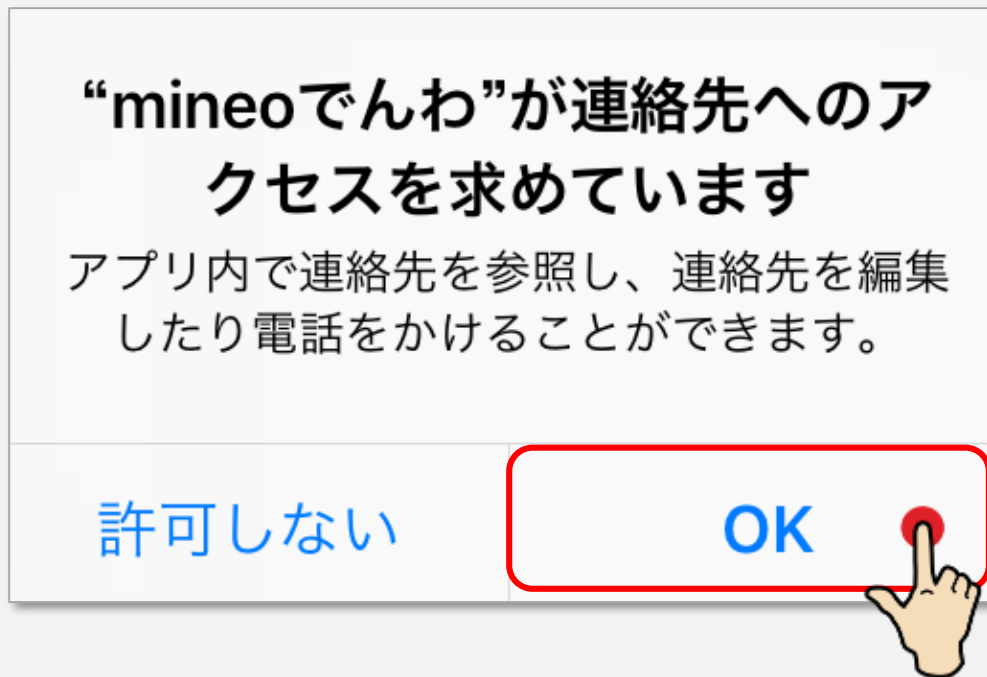 “mineoでんわ”が連絡先へのア
クセスを求めています
アプリ内で連絡先を参照し、連絡先を編集
したり電話をかけることができます。
許可しない
OK